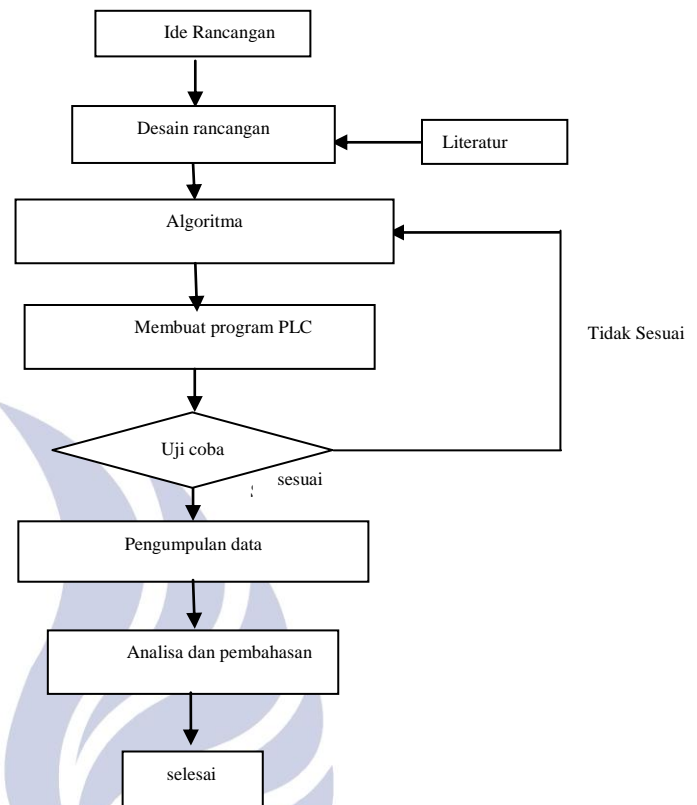 Ide Rancangan
Desain rancangan
Literatur
Algoritma
Membuat program PLC
Tidak Sesuai
Uji coba
sesuai
Pengumpulan data
Analisa dan pembahasan
selesai